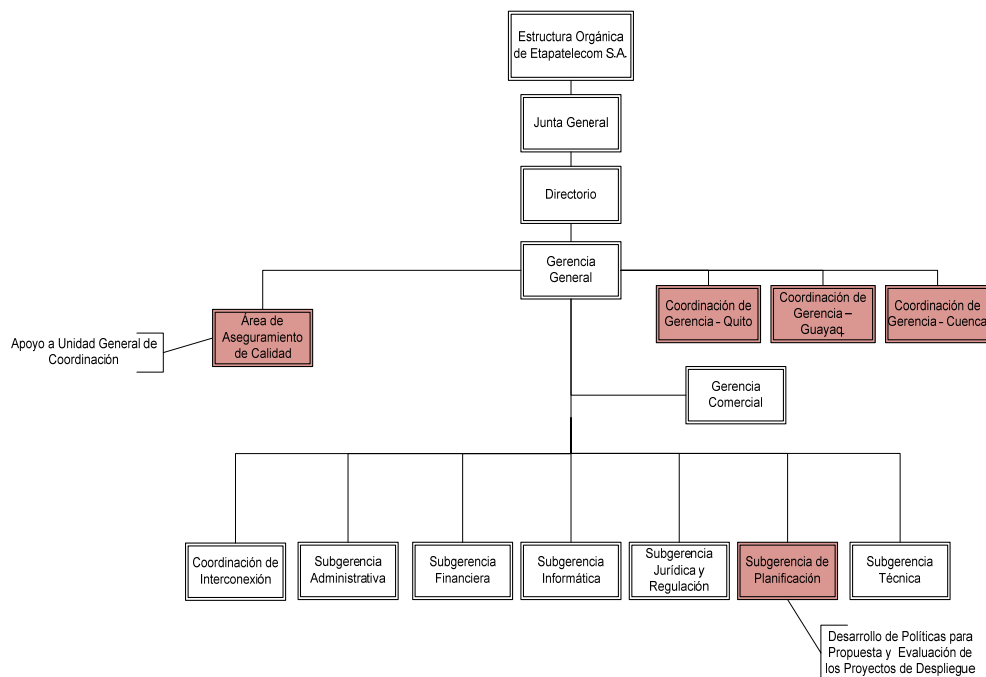 Estructura Orgánica
de Etapatelecom S.A.
Junta General
Directorio
Gerencia
General
Coordinación de
Gerencia - Quito
Coordinación de
Gerencia –
Guayaq.
Coordinación de
Gerencia - Cuenca
Área de
Aseguramiento
de Calidad
Apoyo a Unidad General de
Coordinación
Gerencia
Comercial
Coordinación de
Interconexión
Subgerencia
Administrativa
Subgerencia
Financiera
Subgerencia
Informática
Subgerencia
Jurídica y
Regulación
Subgerencia de
Planificación
Subgerencia
Técnica
Desarrollo de Políticas para
Propuesta y Evaluación de
los Proyectos de Despliegue